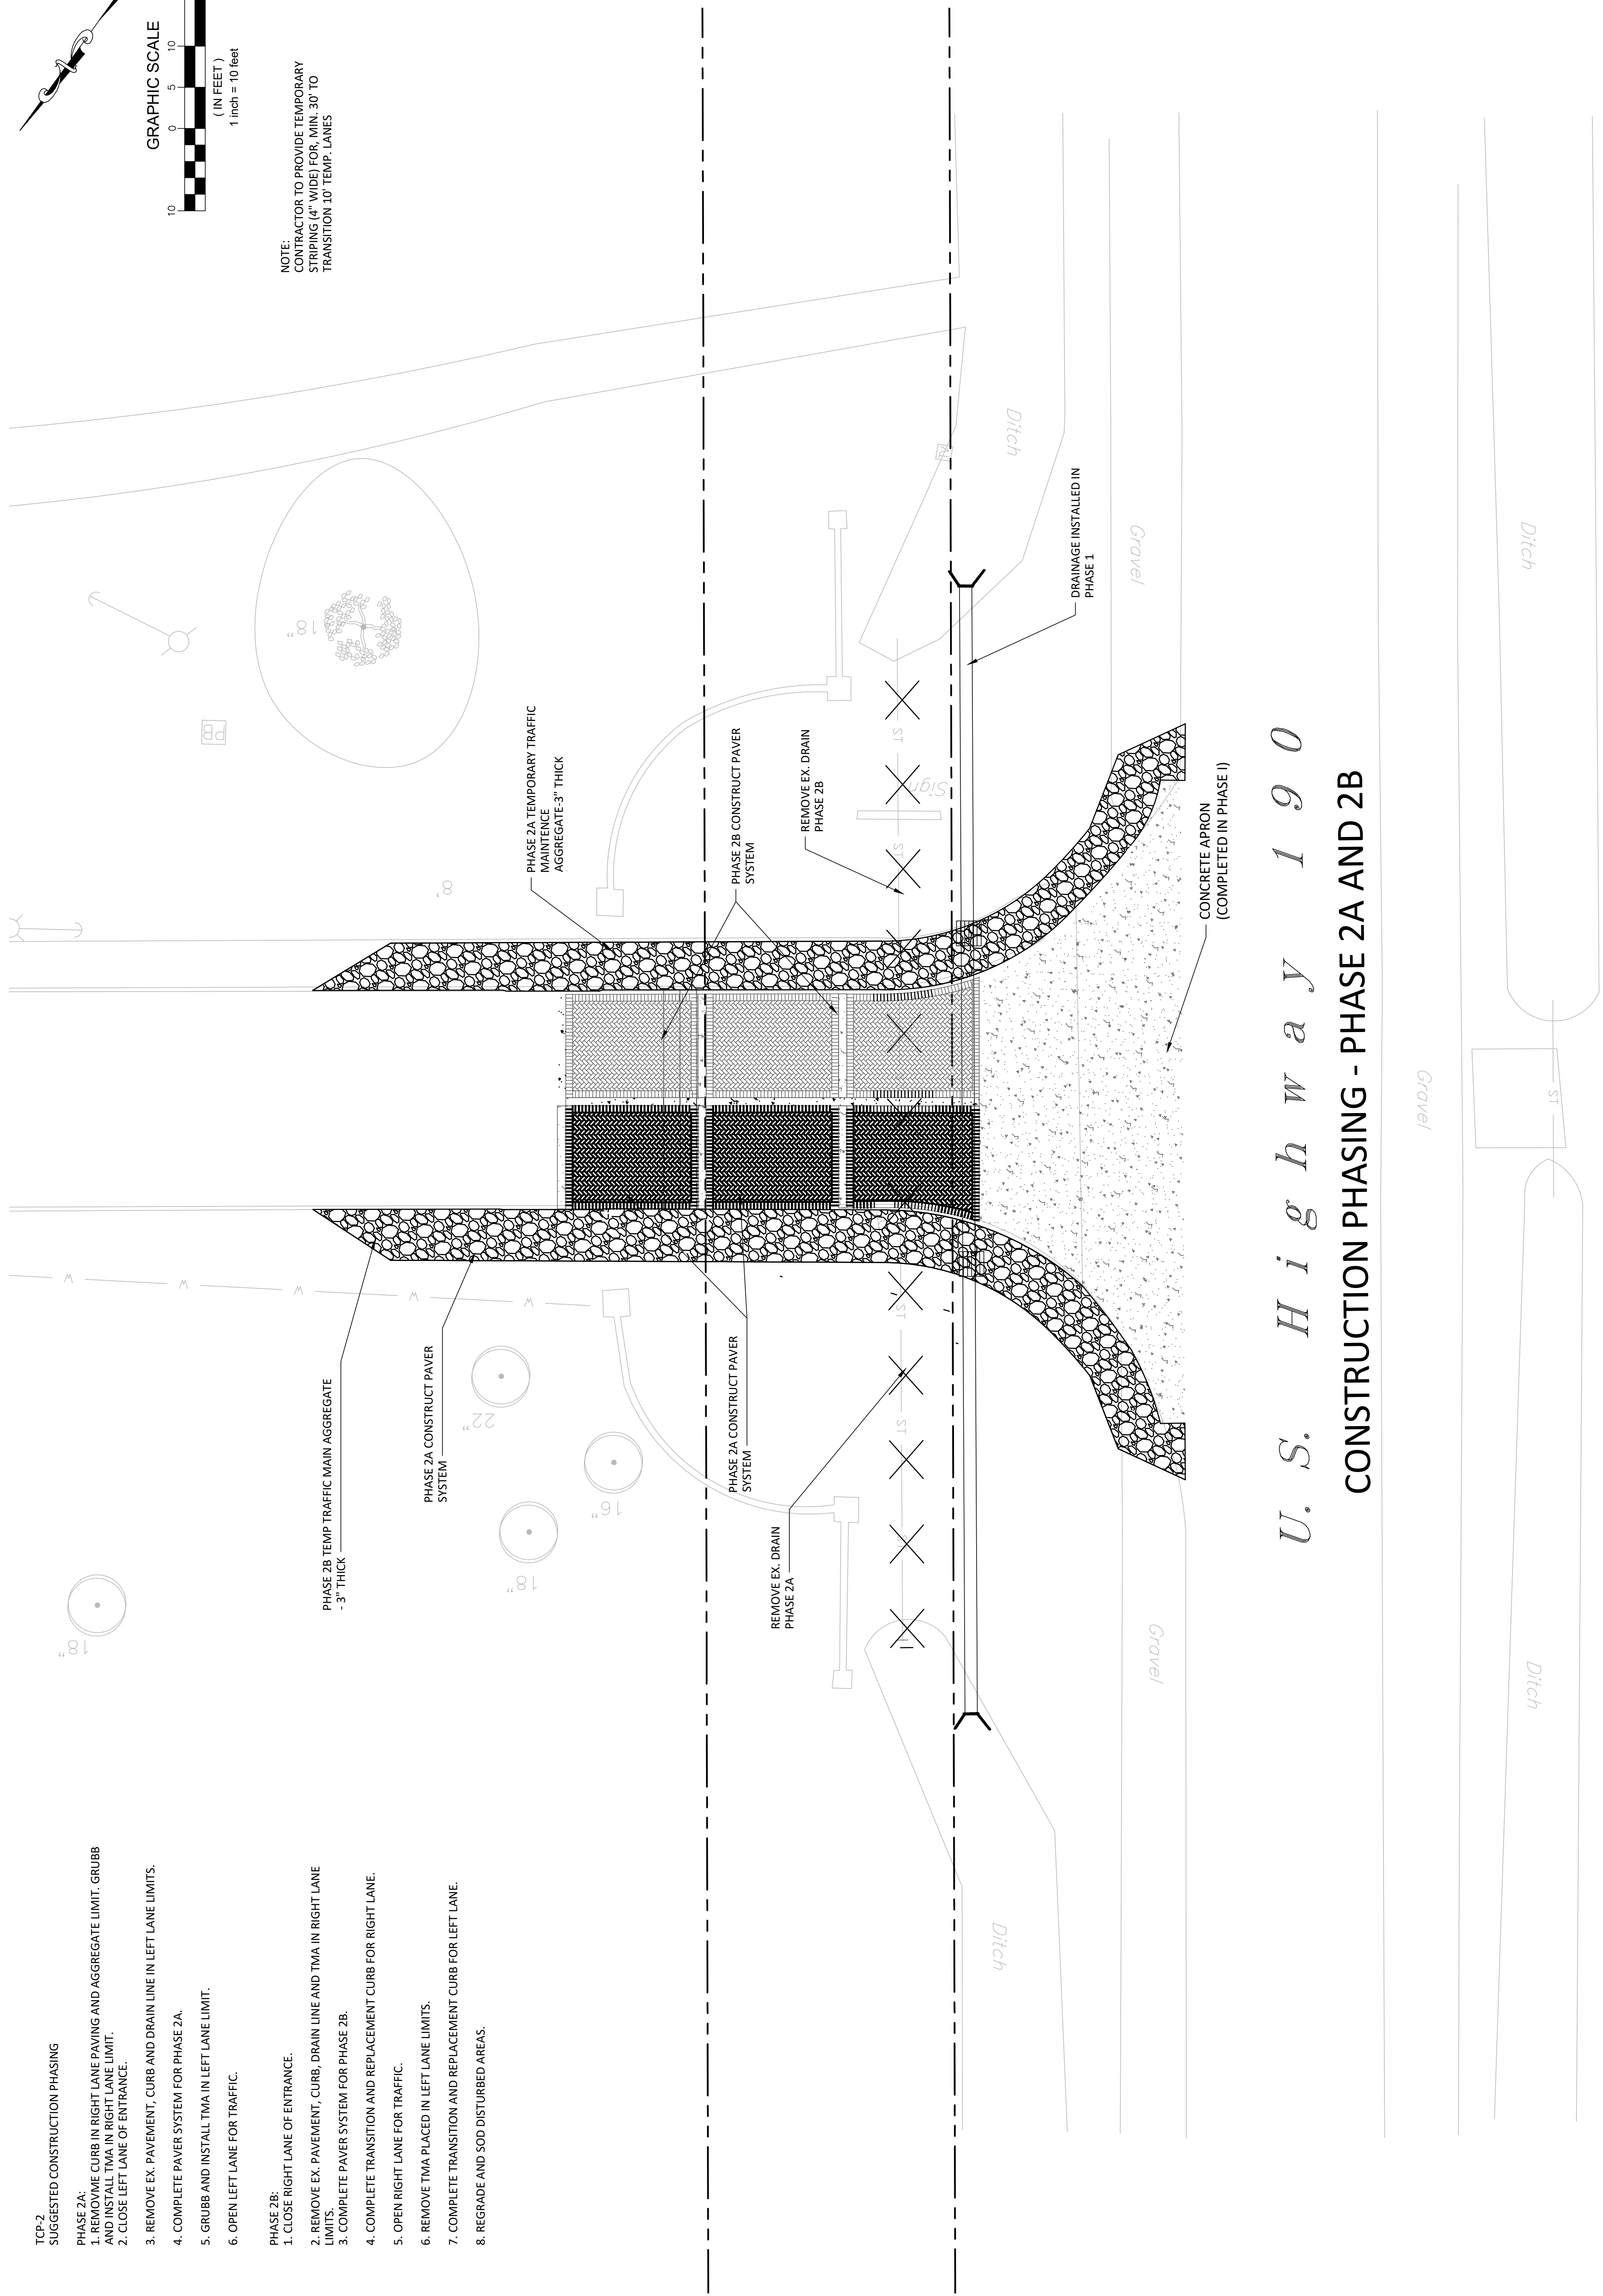 TCP-2
SUGGESTED CONSTRUCTION PHASING
PHASE 2A:
1. REMOVME CURB IN RIGHT LANE PAVING AND AGGREGATE LIMIT. GRUBB
AND INSTALL TMA IN RIGHT LANE LIMIT.
2. CLOSE LEFT LANE OF ENTRANCE.
3. REMOVE EX. PAVEMENT, CURB AND DRAIN LINE IN LEFT LANE LIMITS.
4. COMPLETE PAVER SYSTEM FOR PHASE 2A.
5. GRUBB AND INSTALL TMA IN LEFT LANE LIMIT.
6. OPEN LEFT LANE FOR TRAFFIC.
PHASE 2B:
1. CLOSE RIGHT LANE OF ENTRANCE.
2. REMOVE EX. PAVEMENT, CURB, DRAIN LINE AND TMA IN RIGHT LANE
LIMITS.
3. COMPLETE PAVER SYSTEM FOR PHASE 2B.
4. COMPLETE TRANSITION AND REPLACEMENT CURB FOR RIGHT LANE.
5. OPEN RIGHT LANE FOR TRAFFIC.
6. REMOVE TMA PLACED IN LEFT LANE LIMITS.
7. COMPLETE TRANSITION AND REPLACEMENT CURB FOR LEFT LANE.
8. REGRADE AND SOD DISTURBED AREAS.
GRAPHIC SCALE
10 0 5 10
( IN FEET )
1 inch = 10 feet
NOTE:
CONTRACTOR TO PROVIDE TEMPORARY
STRIPING (4" WIDE) FOR, MIN. 30' TO
TRANSITION 10' TEMP. LANES
18"
18"
PB
8"
W
W
W
W
W
22"
16"
18"
PHASE 2B TEMP TRAFFIC MAIN AGGREGATE
- 3" THICK
PHASE 2A CONSTRUCT PAVER
SYSTEM
PHASE 2A TEMPORARY TRAFFIC
MAINTENCE
AGGREGATE-3" THICK
PHASE 2A CONSTRUCT PAVER
SYSTEM
PHASE 2B CONSTRUCT PAVER
SYSTEM
REMOVE EX. DRAIN
PHASE 2A
REMOVE EX. DRAIN
PHASE 2B
ST
ST
ST
ST
Sign
Ditch
Ditch
DRAINAGE INSTALLED IN
PHASE 1
Gravel
Gravel
CONCRETE APRON
(COMPLETED IN PHASE I)
U. S. Highway 190
CONSTRUCTION PHASING - PHASE 2A AND 2B
Gravel
Ditch
Ditch
ST